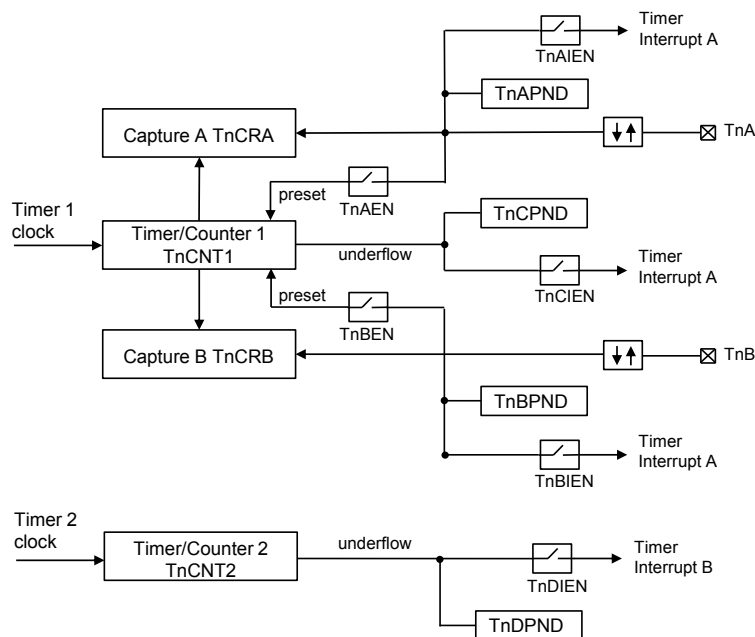 Timer
Interrupt A
TnAIEN
TnAPND
Capture A TnCRA
TnA
preset
TnAEN
Timer 1
clock
Timer/Counter 1
TnCNT1
underflow
TnCPND
TnCIEN
Timer
Interrupt A
preset
TnBEN
Capture B TnCRB
TnB
TnBPND
Timer
Interrupt A
TnBIEN
Timer 2
clock
Timer/Counter 2
TnCNT2
underflow
TnDIEN
Timer
Interrupt B
TnDPND